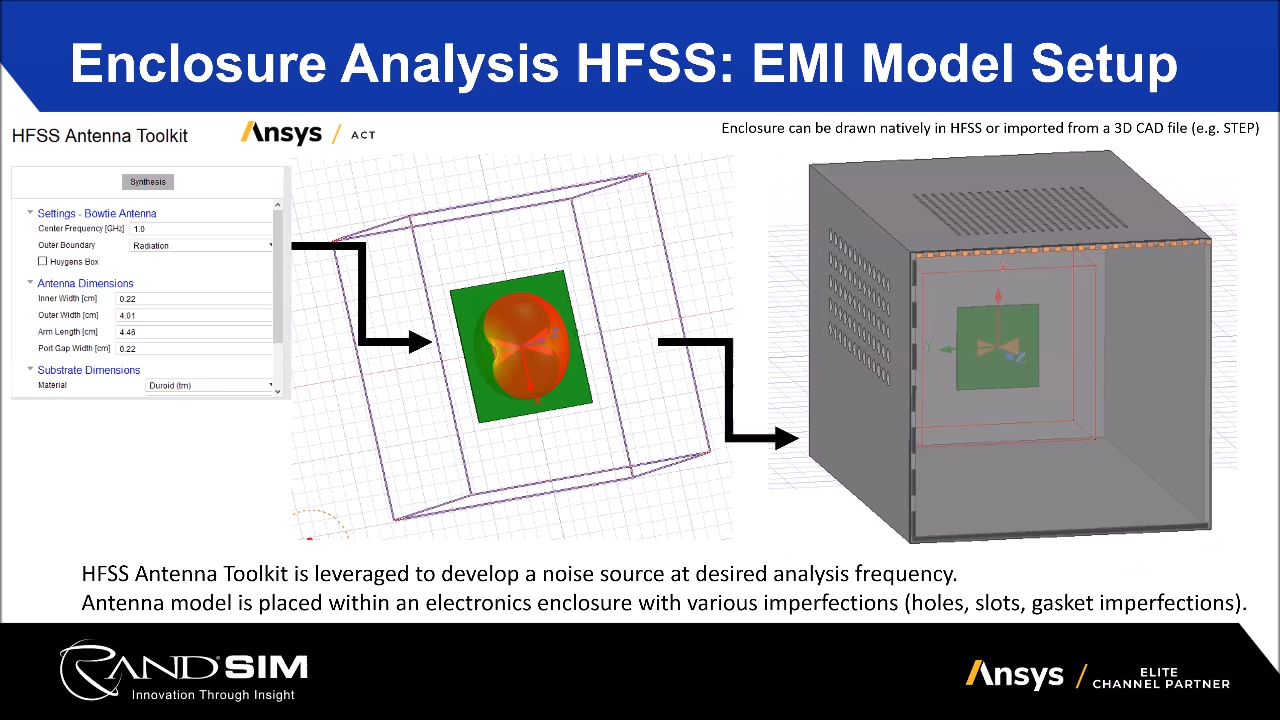 Enclosure Analysis HFSS: EMI Model Setup
HFSS Antenna Toolkit
Ansys / ACT
Enclosure can be drawn natively in HFSS or imported from a 3D CAD file (e.g. STEP)
Synthesis
Settings - Bowtie Antenna
Center Frequency [GHz] 1.0
Outer Boundary Radiation
Huygens Box
Antenna Dimensions
Inner Width [cm] 0.22
Outer Width [cm] 4.01
Arm Length [cm] 4.46
Port Gap Width [cm] 0.22
Substrate Dimensions
Material Duroid (tm)
X
Y
Z
HFSS Antenna Toolkit is leveraged to develop a noise source at desired analysis frequency.
Antenna model is placed within an electronics enclosure with various imperfections (holes, slots, gasket imperfections).
RAND SIM
Innovation Through Insight
Ansys / ELITE
CHANNEL PARTNER